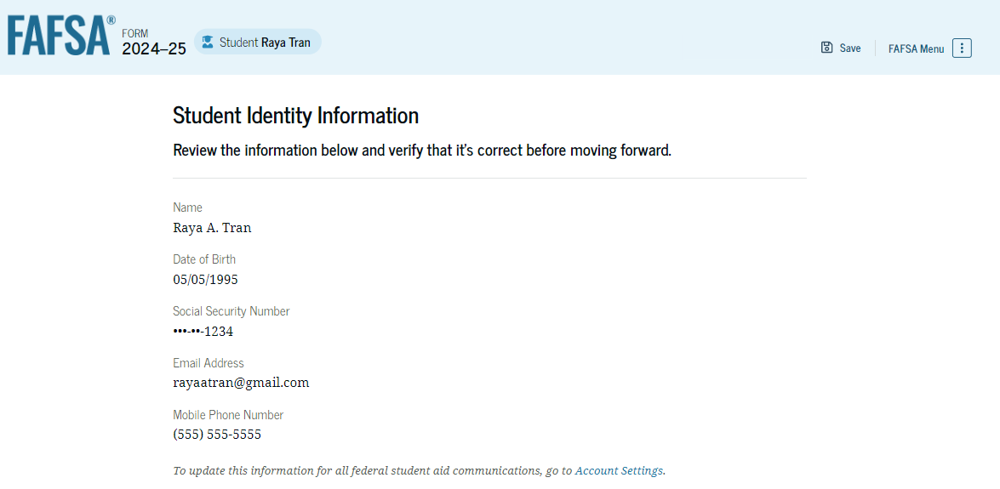 FAFSA®
FORM
2024–25
Student Raya Tran
Save
FAFSA Menu
Student Identity Information
Review the information below and verify that it's correct before moving forward.
Name
Raya A. Tran
Date of Birth
05/05/1995
Social Security Number
•••-••-1234
Email Address
rayaatran@gmail.com
Mobile Phone Number
(555) 555-5555
To update this information for all federal student aid communications, go to Account Settings.